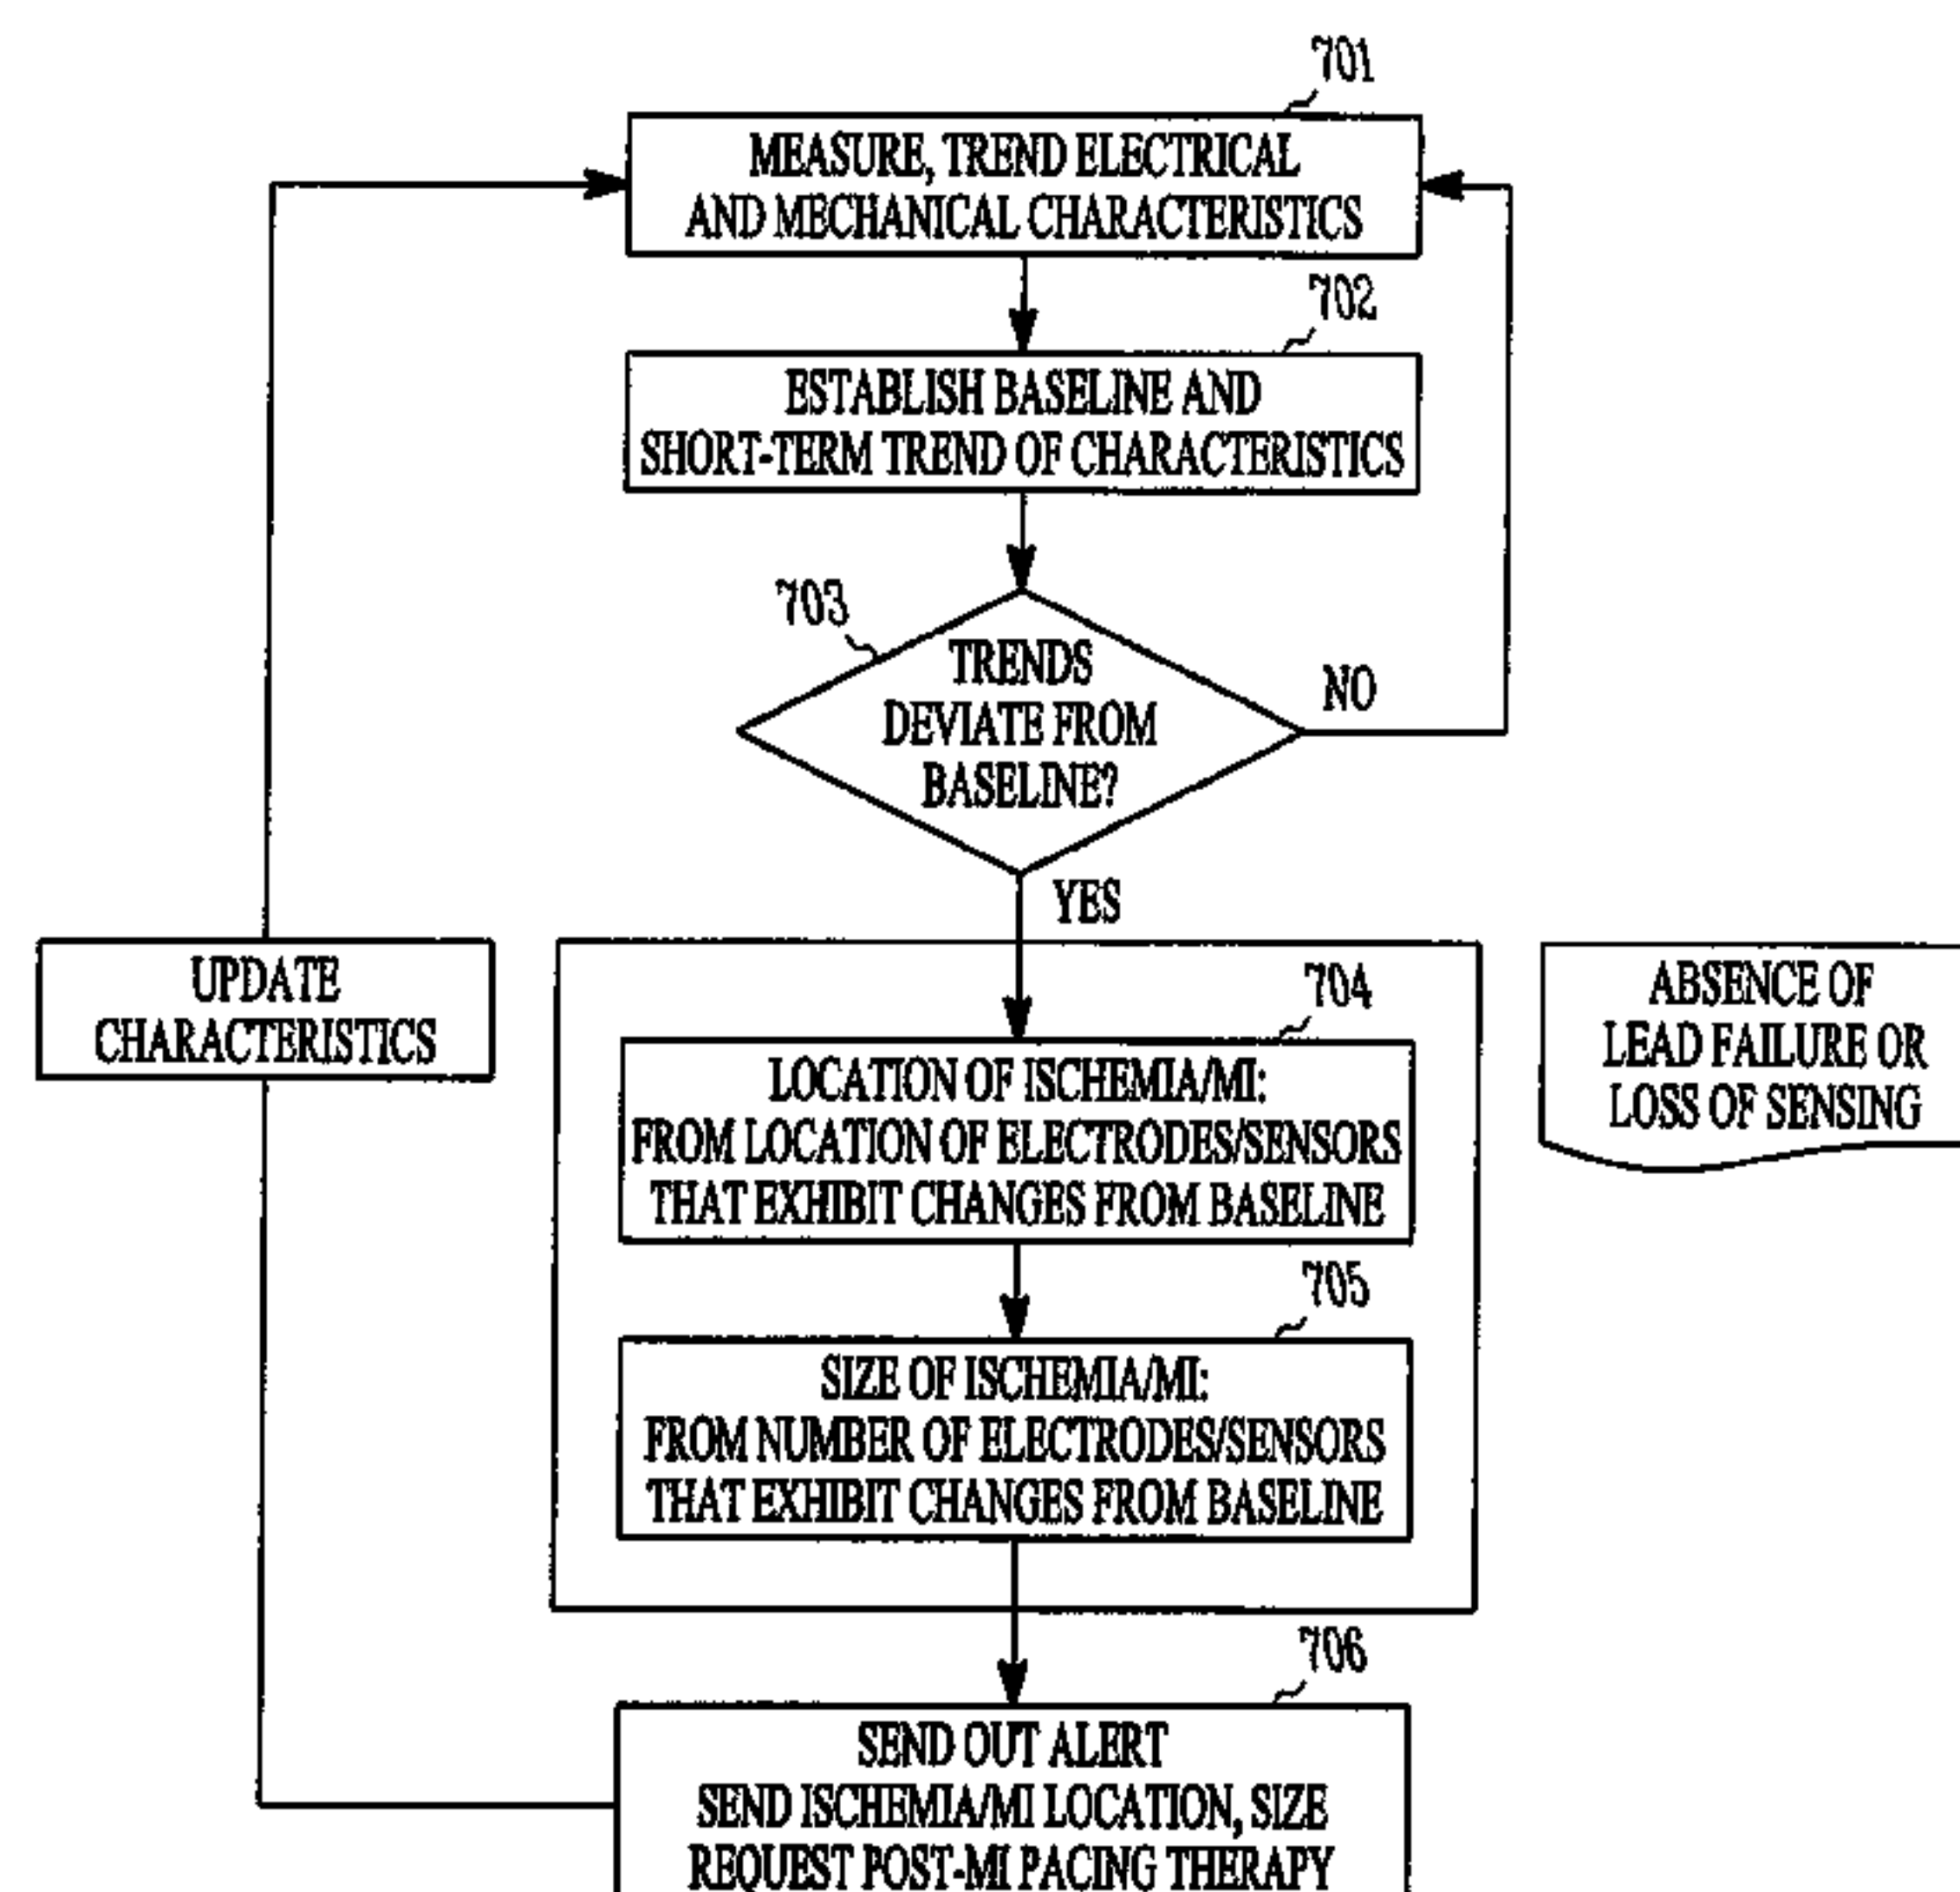 701
MEASURE, TREND ELECTRICAL
AND MECHANICAL CHARACTERISTICS
702
ESTABLISH BASELINE AND
SHORT-TERM TREND OF CHARACTERISTICS
703
TRENDS
DEVIATE FROM
BASELINE?
NO
YES
UPDATE
CHARACTERISTICS
704
LOCATION OF ISCHEMIA/MI:
FROM LOCATION OF ELECTRODES/SENSORS
THAT EXHIBIT CHANGES FROM BASELINE
ABSENCE OF
LEAD FAILURE OR
LOSS OF SENSING
705
SIZE OF ISCHEMIA/MI:
FROM NUMBER OF ELECTRODES/SENSORS
THAT EXHIBIT CHANGES FROM BASELINE
706
SEND OUT ALERT
SEND ISCHEMIA/MI LOCATION, SIZE
REQUEST POST-MI PACING THERAPY